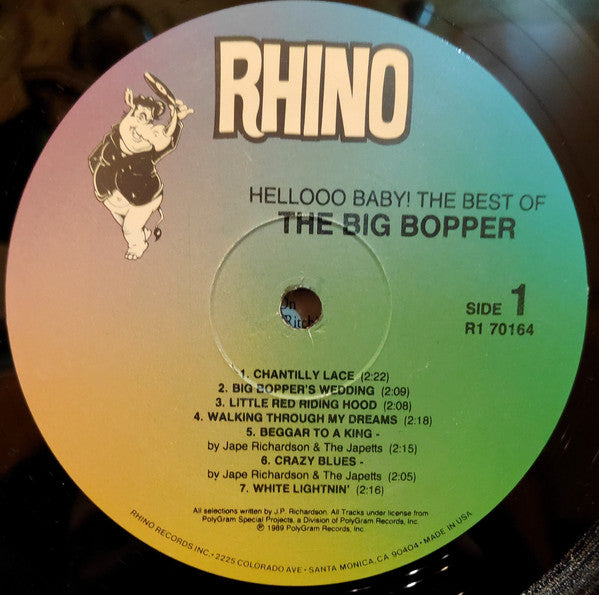 RHINO
HELLOOO BABY! THE BEST OF
THE BIG BOPPER
SIDE 1
R1 70164
On
Ritch
1. CHANTILLY LACE (2:22)
2. BIG BOPPER'S WEDDING (2:09)
3. LITTLE RED RIDING HOOD (2:08)
4. WALKING THROUGH MY DREAMS (2:18)
5. BEGGAR TO A KING -
by Jape Richardson & The Japetts (2:15)
6. CRAZY BLUES -
by Jape Richardson & The Japetts (2:05)
7. WHITE LIGHTNIN' (2:16)
All selections written by J.P. Richardson. All Tracks under license from
PolyGram Special Projects, a Division of PolyGram Records, Inc.
℗ 1989 PolyGram Records, Inc.
RHINO RECORDS INC. • 2225 COLORADO AVE • SANTA MONICA, CA 90404 • MADE IN USA